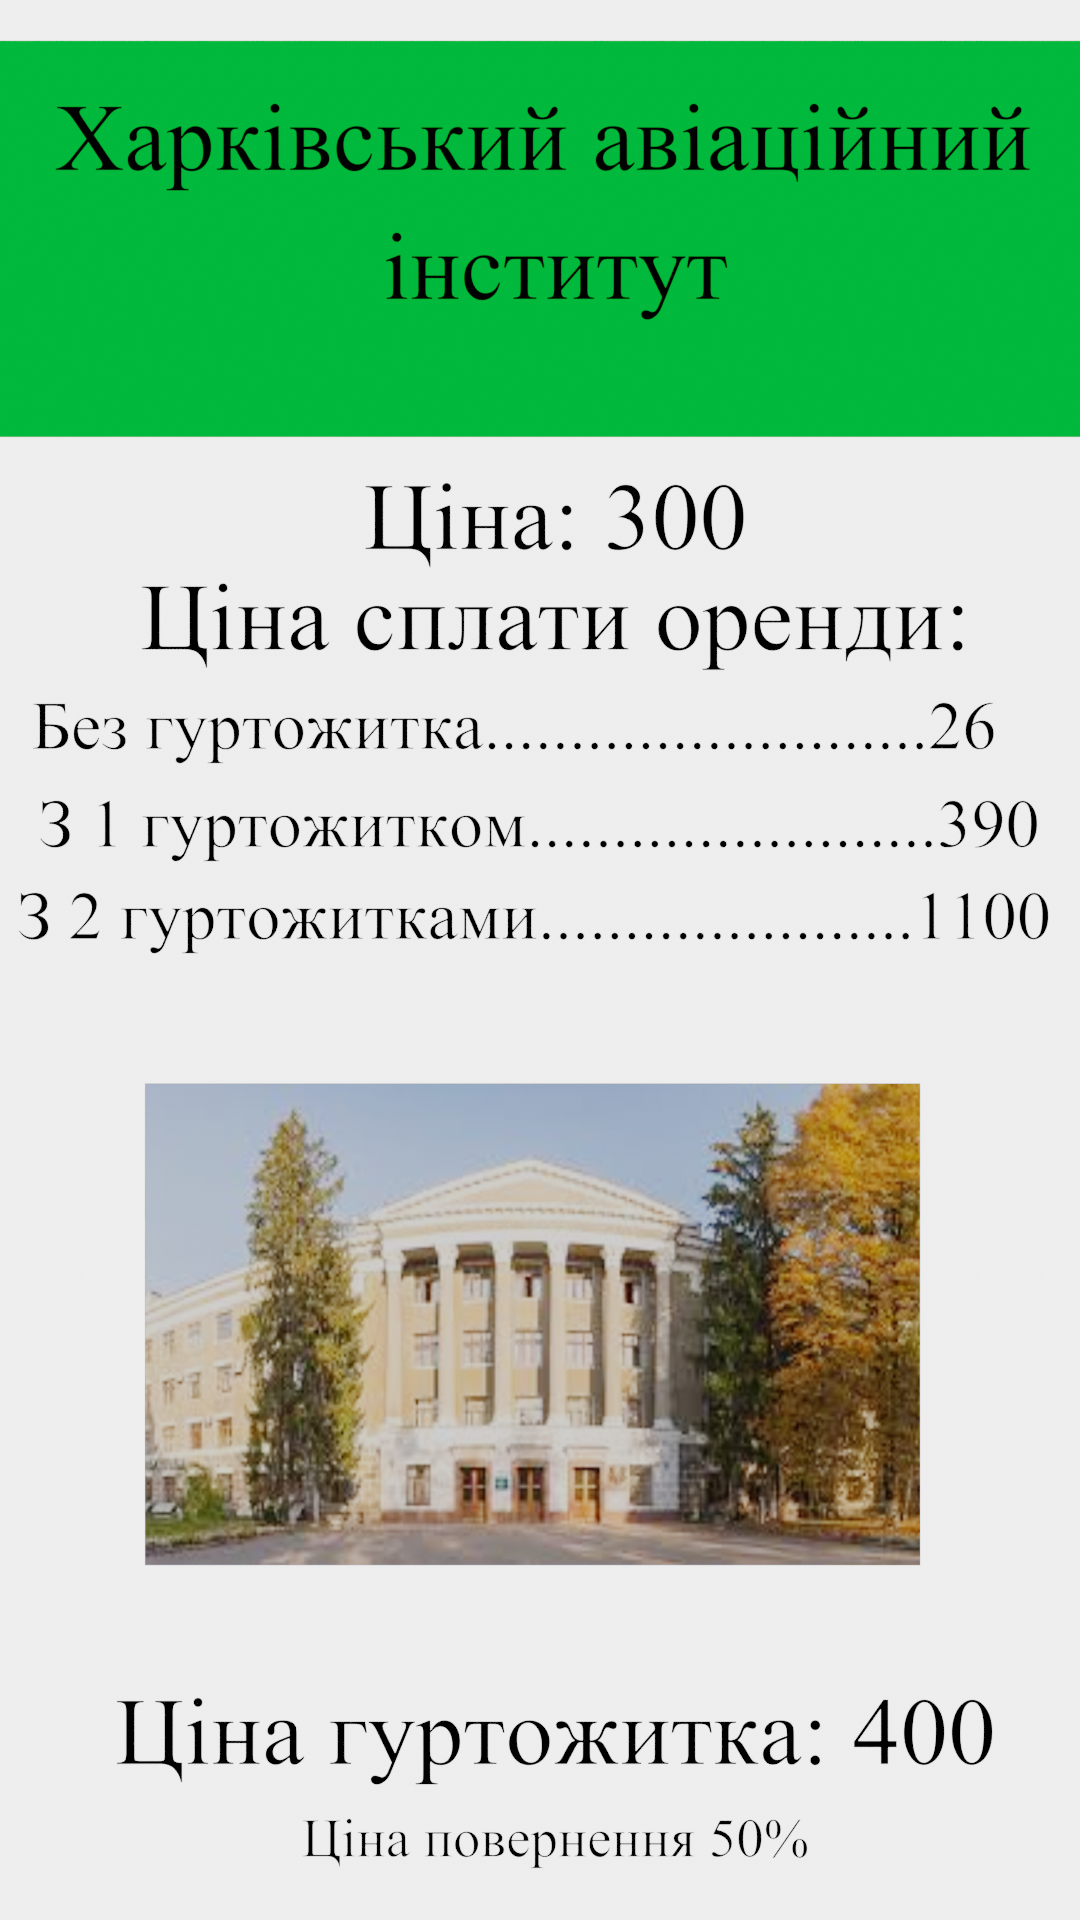 Харківський авіаційний
інститут
Ціна: 300
Ціна сплати оренди:
Без гуртожитка..........................26
З 1 гуртожитком........................390
З 2 гуртожитками......................1100
Ціна гуртожитка: 400
Ціна повернення 50%